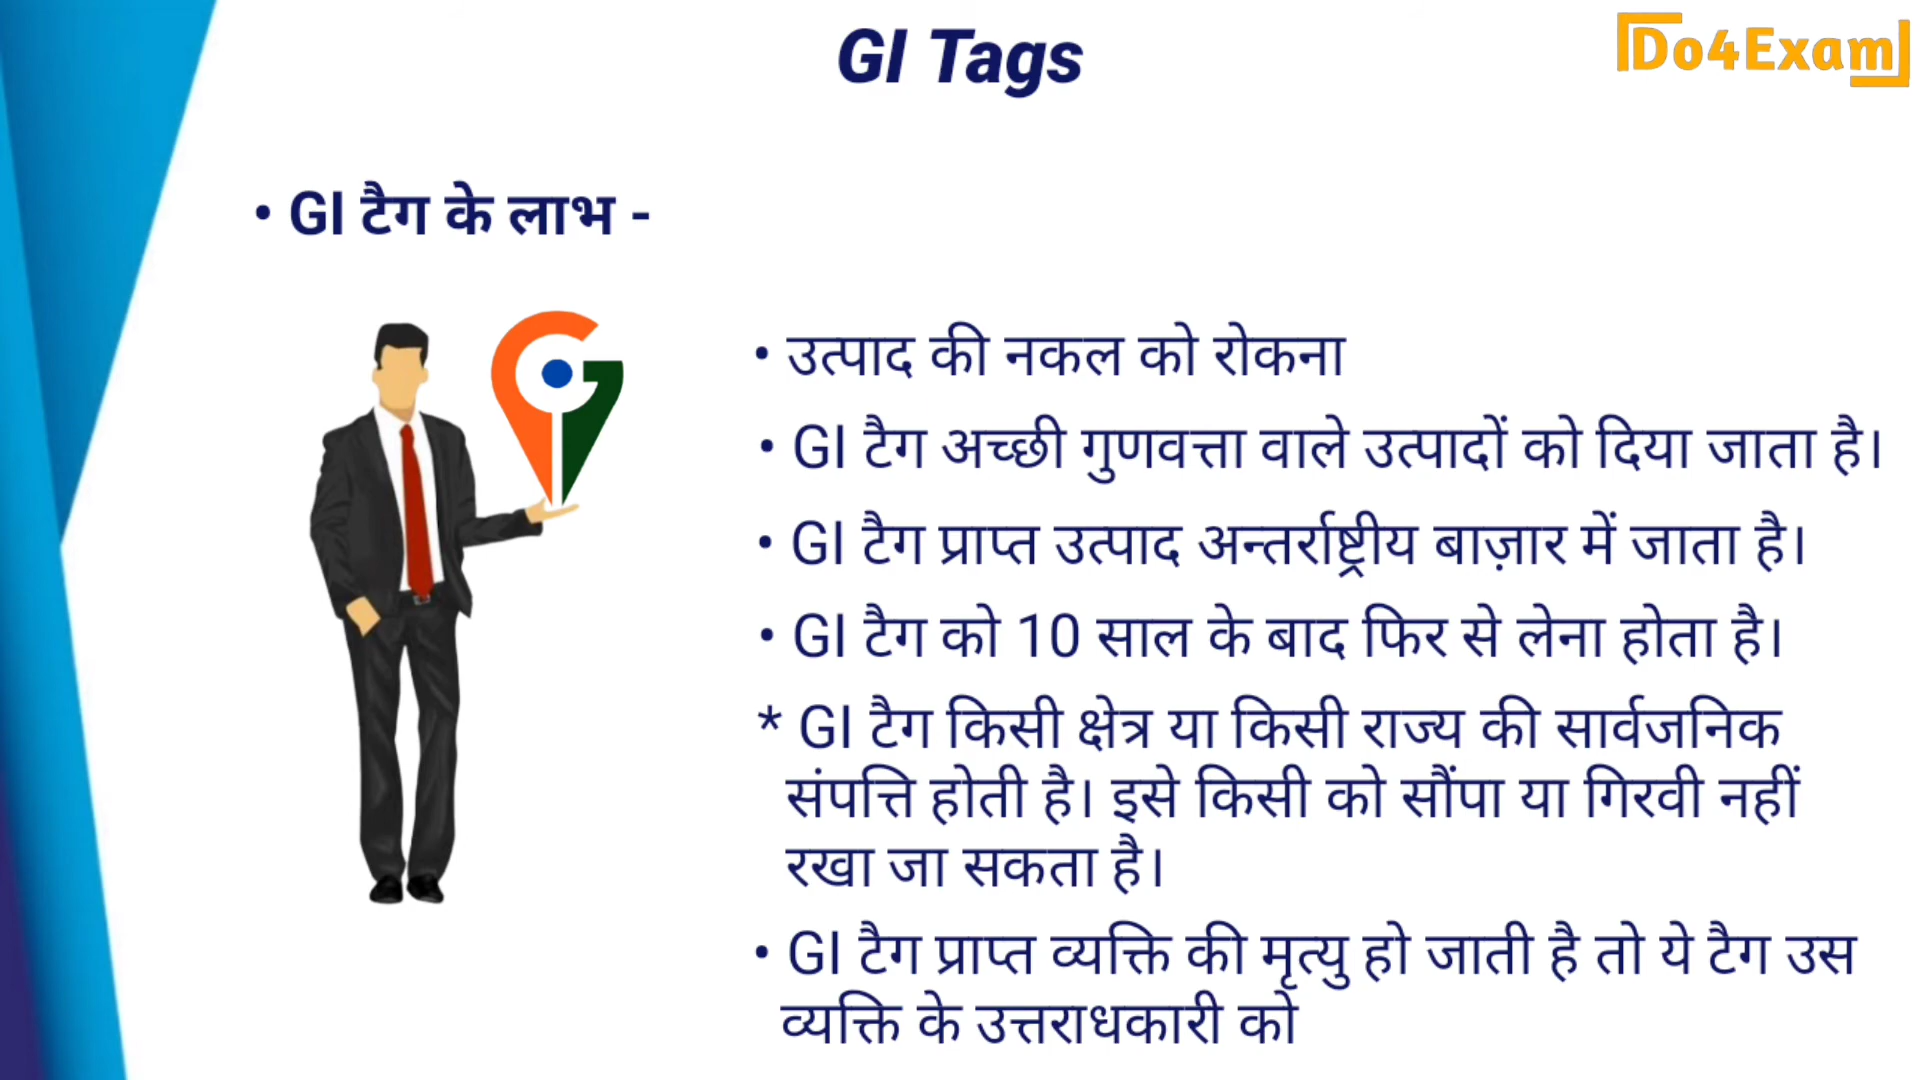 GI Tags
Do4Exam
• GI टैग के लाभ -
• उत्पाद की नकल को रोकना
• GI टैग अच्छी गुणवत्ता वाले उत्पादों को दिया जाता है।
• GI टैग प्राप्त उत्पाद अन्तर्राष्ट्रीय बाज़ार में जाता है।
• GI टैग को 10 साल के बाद फिर से लेना होता है।
* GI टैग किसी क्षेत्र या किसी राज्य की सार्वजनिक
संपत्ति होती है। इसे किसी को सौंपा या गिरवी नहीं
रखा जा सकता है।
• GI टैग प्राप्त व्यक्ति की मृत्यु हो जाती है तो ये टैग उस
व्यक्ति के उत्तराधकारी को